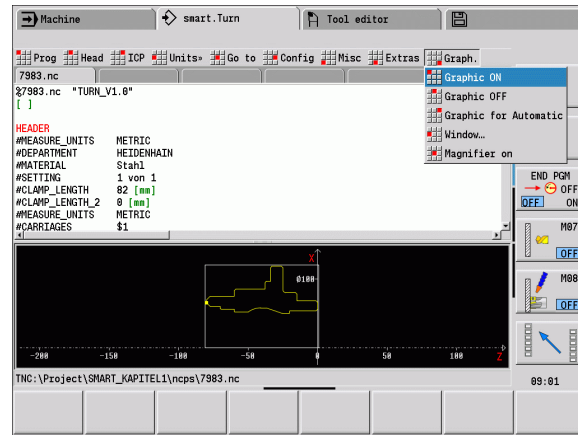 Machine
smart.Turn
Tool editor
Prog Head ICP Units» Go to Config Misc Extras Graph.
7983.nc
Graphic ON
Graphic OFF
Graphic for Automatic
Window…
Magnifier on
%7983.nc "TURN_V1.0"
[ ]
HEADER
#MEASURE_UNITS METRIC
#DEPARTMENT HEIDENHAIN
#MATERIAL Stahl
#SETTING 1 von 1
#CLAMP_LENGTH 82 [mm]
#CLAMP_LENGTH_2 0 [mm]
#MEASURE_UNITS METRIC
#CARRIAGES $1
END PGM
OFF
OFF ON
M07
OFF
M08
OFF
X
Ø100
-200 -150 -100 -50 0 50 100 Z
TNC:\Project\SMART_KAPITEL1\ncps\7983.nc
09:01